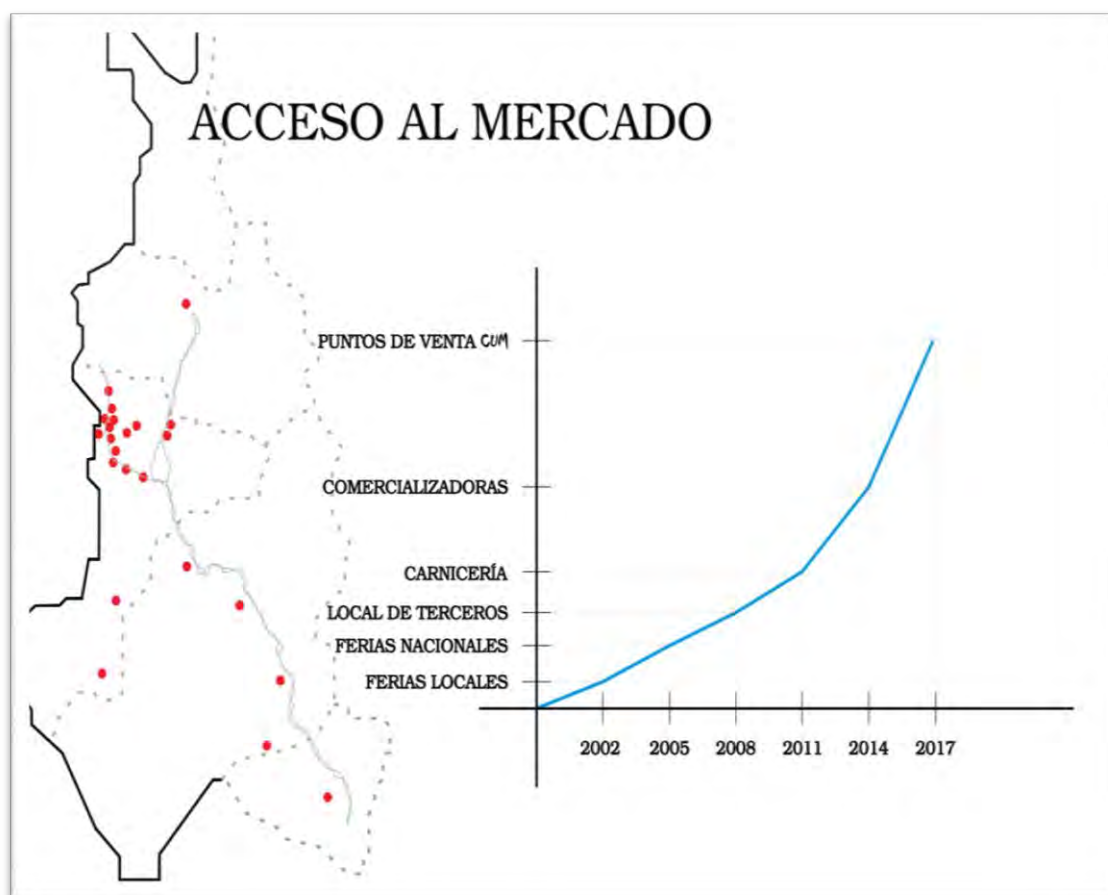 ACCESO AL MERCADO
PUNTOS DE VENTA CUM
COMERCIALIZADORAS
CARNICERÍA
LOCAL DE TERCEROS
FERIAS NACIONALES
FERIAS LOCALES
2002 2005 2008 2011 2014 2017